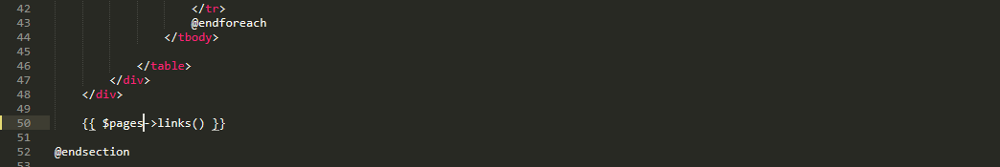 42 </tr>
43 @endforeach
44 </tbody>
45
46 </table>
47 </div>
48 </div>
49
50 {{ $pages->links() }}
51
52 @endsection
53